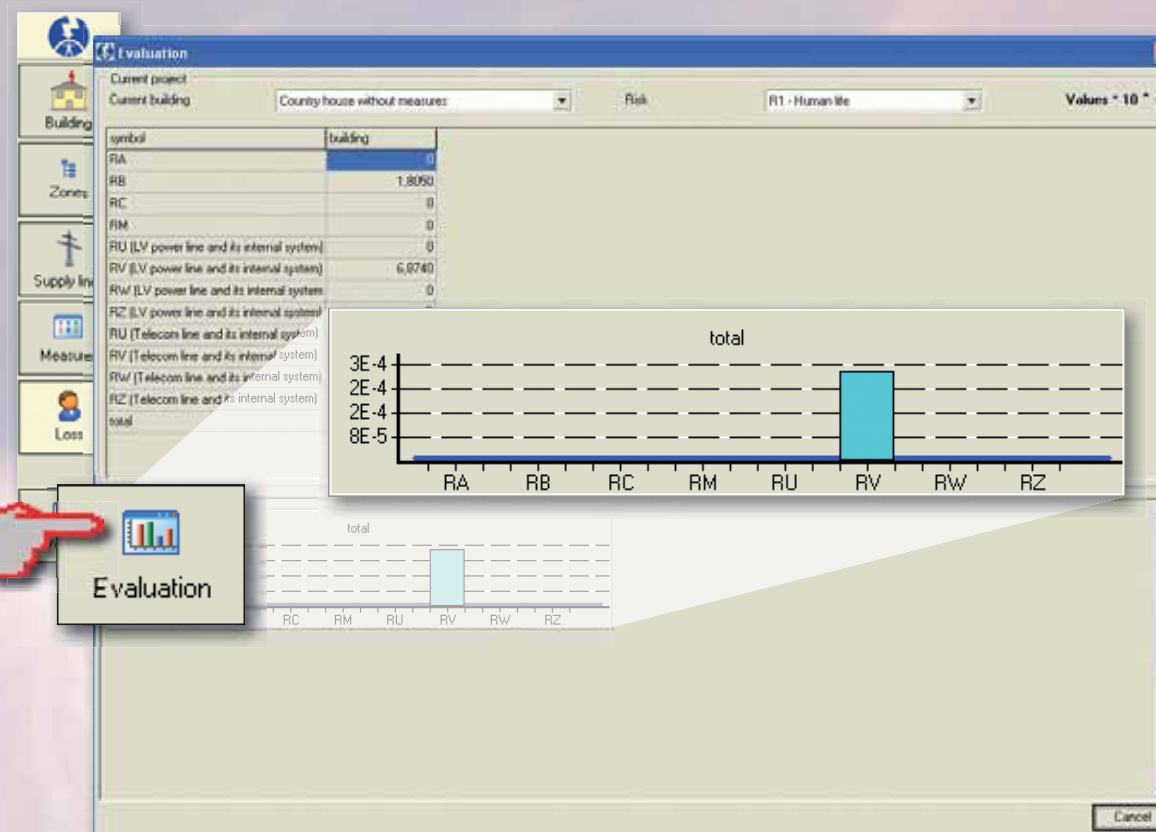 Evaluation
Current project
Current building Country house without measures Risk R1 - Human life Values * 10 ^
symbol building
RA 0
RB 1,8050
RC 0
RM 0
RU (LV power line and its internal system) 0
RV (LV power line and its internal system) 6,8740
RW (LV power line and its internal system 0
RZ (LV power line and its internal system)
RU (Telecom line and its internal system)
RV (Telecom line and its internal system)
RW (Telecom line and its internal system)
RZ (Telecom line and its internal system)
total
Building
Zones
Supply line
Measures
Loss
total
3E-4
2E-4
2E-4
8E-5
RA RB RC RM RU RV RW RZ
Evaluation
total
RC RM RU RV RW RZ
Cancel